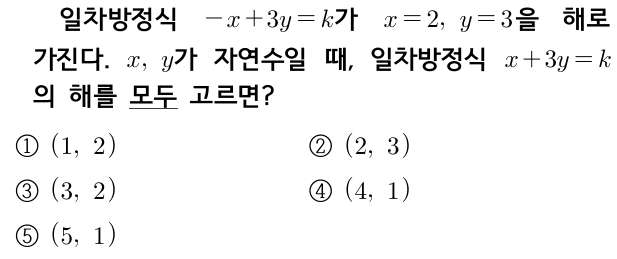 일차방정식 −x+3y=k가 x=2, y=3을 해로
가진다. x, y가 자연수일 때, 일차방정식 x+3y=k
의 해를 모두 고르면?
① (1, 2) ② (2, 3)
③ (3, 2) ④ (4, 1)
⑤ (5, 1)